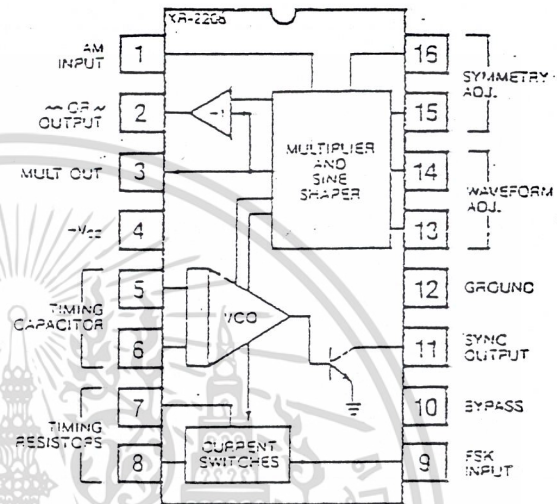 XR-2206
AM
INPUT
1
~ OR ~
OUTPUT
2
MULT OUT
3
4
TIMING
CAPACITOR
5
6
TIMING
RESISTORS
7
8
-1
MULTIPLIER
AND
SINE
SHAPER
VCO
CURRENT
SWITCHES
16
SYMMETRY
ADJ.
15
14
WAVEFORM
ADJ.
13
12
GROUND
11
SYNC
OUTPUT
10
BYPASS
9
FSK
INPUT